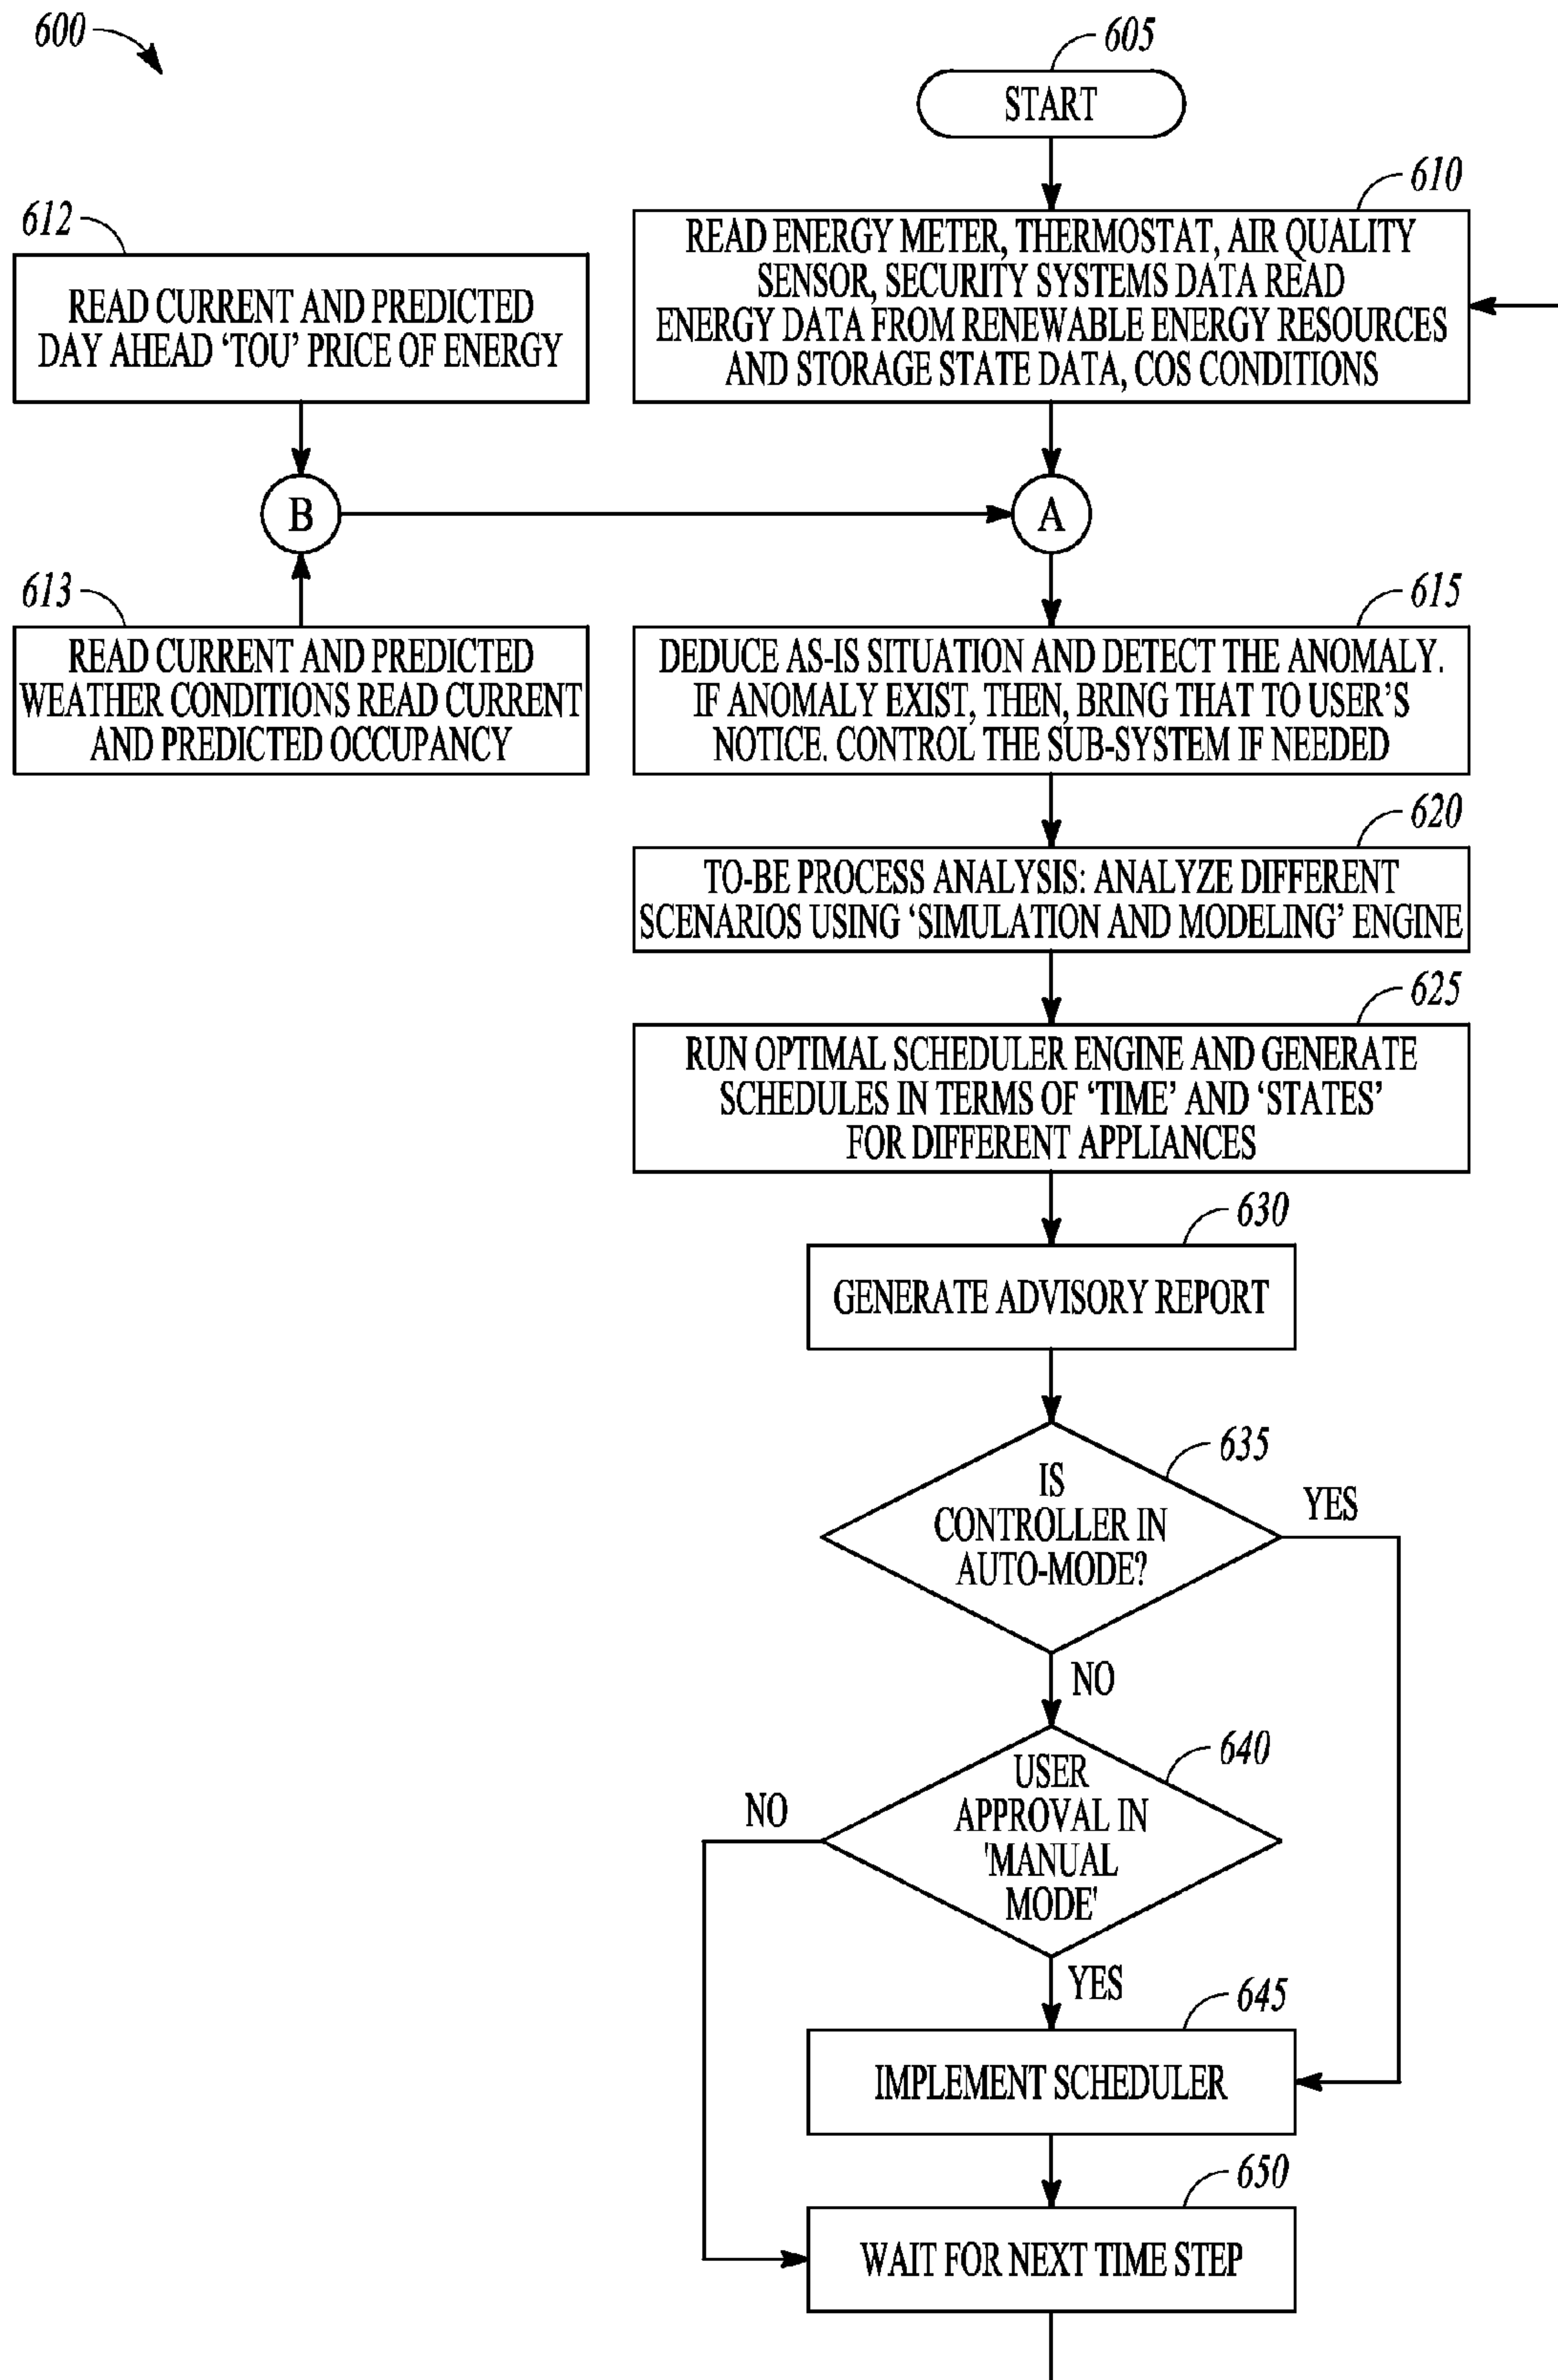 600
605
START
610
READ ENERGY METER, THERMOSTAT, AIR QUALITY
SENSOR, SECURITY SYSTEMS DATA READ
ENERGY DATA FROM RENEWABLE ENERGY RESOURCES
AND STORAGE STATE DATA, COS CONDITIONS
612
READ CURRENT AND PREDICTED
DAY AHEAD ‘TOU’ PRICE OF ENERGY
B
A
613
READ CURRENT AND PREDICTED
WEATHER CONDITIONS READ CURRENT
AND PREDICTED OCCUPANCY
615
DEDUCE AS-IS SITUATION AND DETECT THE ANOMALY.
IF ANOMALY EXIST, THEN, BRING THAT TO USER’S
NOTICE. CONTROL THE SUB-SYSTEM IF NEEDED
620
TO-BE PROCESS ANALYSIS: ANALYZE DIFFERENT
SCENARIOS USING ‘SIMULATION AND MODELING’ ENGINE
625
RUN OPTIMAL SCHEDULER ENGINE AND GENERATE
SCHEDULES IN TERMS OF ‘TIME’ AND ‘STATES’
FOR DIFFERENT APPLIANCES
630
GENERATE ADVISORY REPORT
635
IS
CONTROLLER IN
AUTO-MODE?
YES
NO
640
USER
APPROVAL IN
'MANUAL
MODE'
NO
YES
645
IMPLEMENT SCHEDULER
650
WAIT FOR NEXT TIME STEP